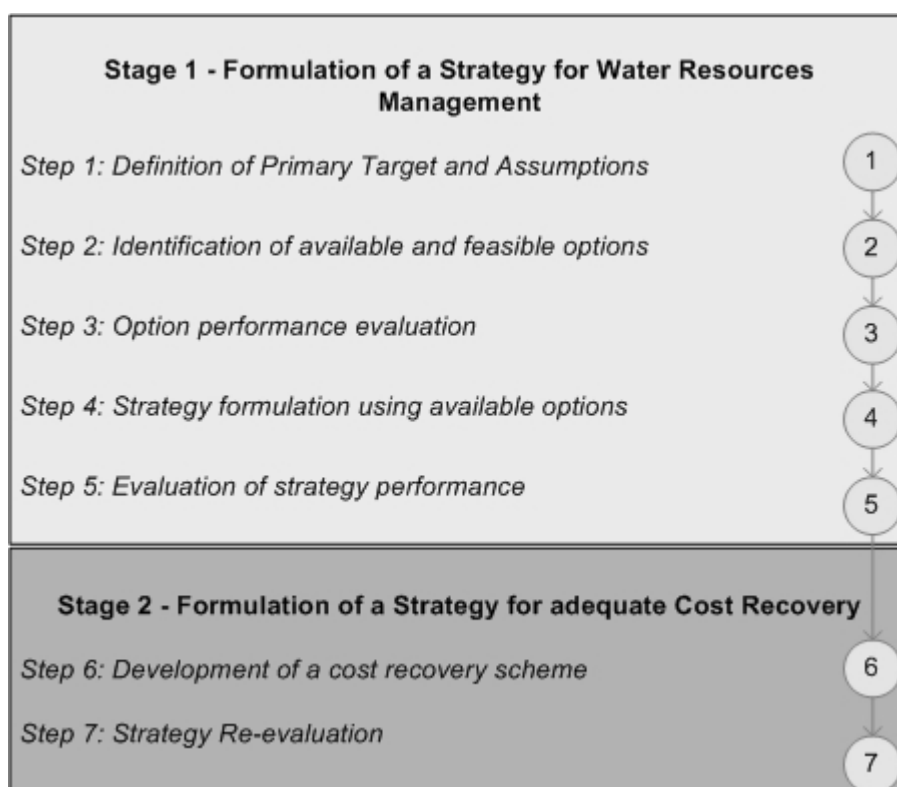 Stage 1 - Formulation of a Strategy for Water Resources
Management
Step 1: Definition of Primary Target and Assumptions
1
Step 2: Identification of available and feasible options
2
Step 3: Option performance evaluation
3
Step 4: Strategy formulation using available options
4
Step 5: Evaluation of strategy performance
5
Stage 2 - Formulation of a Strategy for adequate Cost Recovery
Step 6: Development of a cost recovery scheme
6
Step 7: Strategy Re-evaluation
7